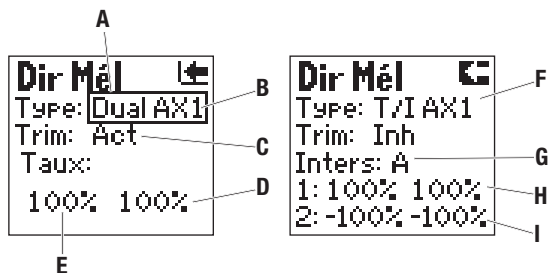 A
Dir Mél
Type: Dual AX1
Trim: Act
Taux:
100% 100%
B
C
D
E
Dir Mél
Type: T/I AX1
Trim: Inh
Inters: A
1: 100% 100%
2: -100% -100%
F
G
H
I